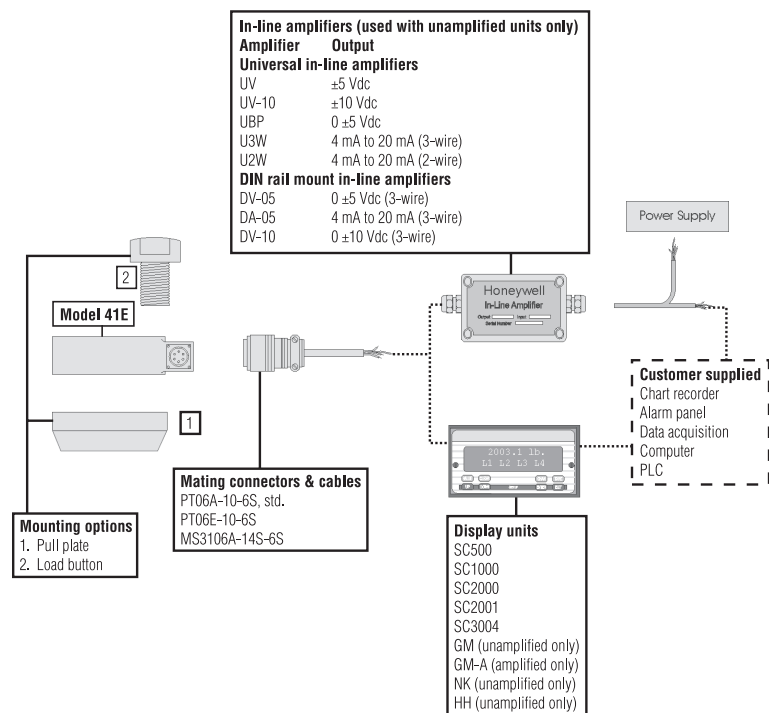 In-line amplifiers (used with unamplified units only)
Amplifier Output
Universal in-line amplifiers
UV ±5 Vdc
UV-10 ±10 Vdc
UBP 0 ±5 Vdc
U3W 4 mA to 20 mA (3-wire)
U2W 4 mA to 20 mA (2-wire)
DIN rail mount in-line amplifiers
DV-05 0 ±5 Vdc (3-wire)
DA-05 4 mA to 20 mA (3-wire)
DV-10 0 ±10 Vdc (3-wire)
Power Supply
2
Model 41E
1
Honeywell
In-Line Amplifier
Output Input
Serial Number
Customer supplied
Chart recorder
Alarm panel
Data acquisition
Computer
PLC
2003.1 lb.
L1 L2 L3 L4
Mating connectors & cables
PT06A-10-6S, std.
PT06E-10-6S
MS3106A-14S-6S
Mounting options
1. Pull plate
2. Load button
Display units
SC500
SC1000
SC2000
SC2001
SC3004
GM (unamplified only)
GM-A (amplified only)
NK (unamplified only)
HH (unamplified only)